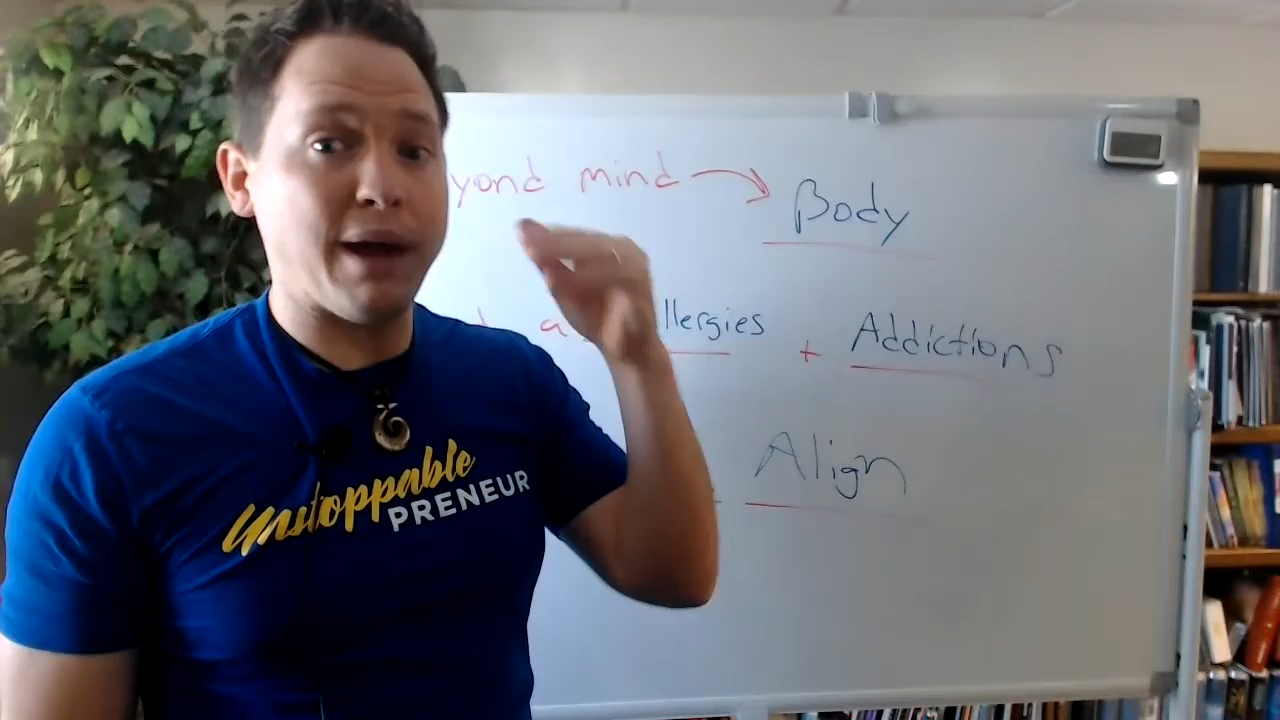 yond mind → Body
a llergies + Addictions
Align
Unstoppable
PRENEUR